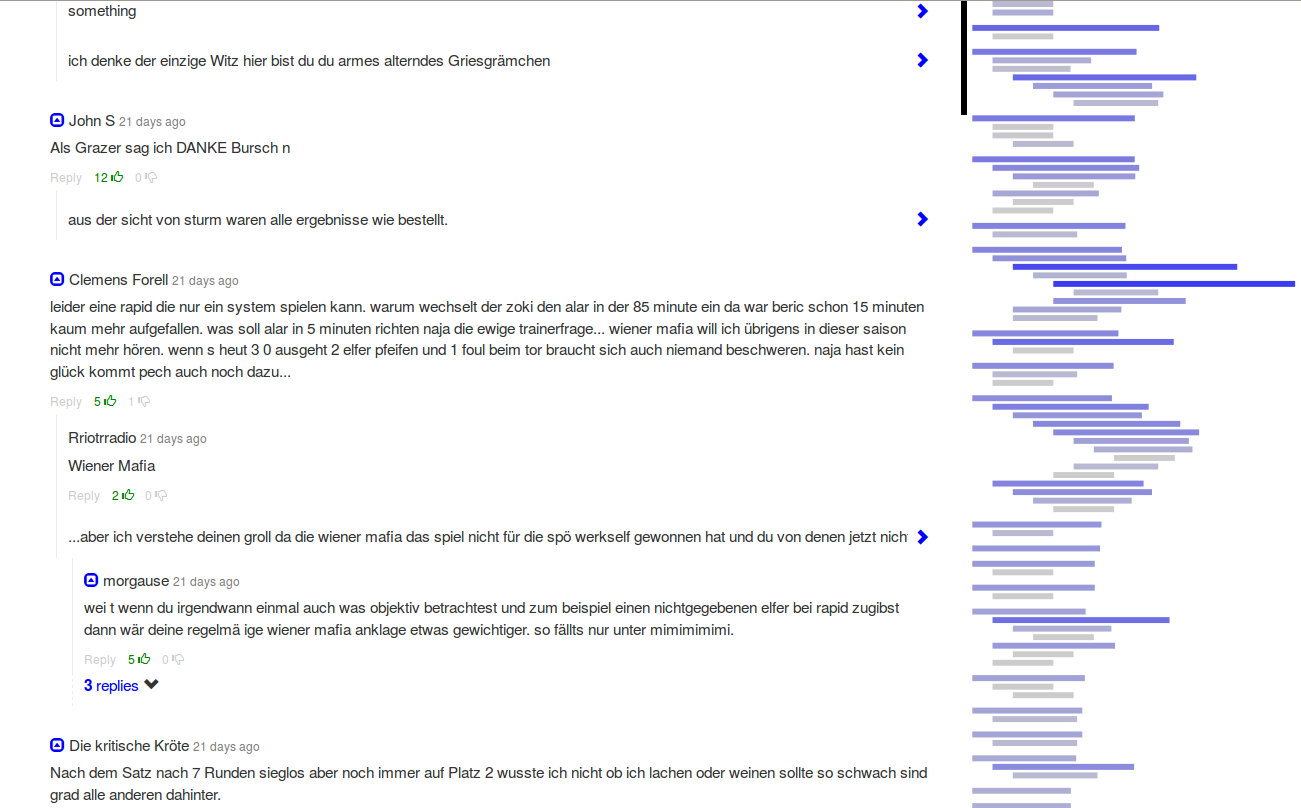 something
ich denke der einzige Witz hier bist du du armes alterndes Griesgrämchen
John S 21 days ago
Als Grazer sag ich DANKE Bursch n
Reply 12 0
aus der sicht von sturm waren alle ergebnisse wie bestellt.
Clemens Forell 21 days ago
leider eine rapid die nur ein system spielen kann. warum wechselt der zoki den alar in der 85 minute ein da war beric schon 15 minuten
kaum mehr aufgefallen. was soll alar in 5 minuten richten naja die ewige trainerfrage... wiener mafia will ich übrigens in dieser saison
nicht mehr hören. wenn s heut 3 0 ausgeht 2 elfer pfeifen und 1 foul beim tor braucht sich auch niemand beschweren. naja hast kein
glück kommt pech auch noch dazu...
Reply 5 1
Rriotrradio 21 days ago
Wiener Mafia
Reply 2 0
...aber ich verstehe deinen groll da die wiener mafia das spiel nicht für die spö werkself gewonnen hat und du von denen jetzt nich
morgause 21 days ago
wei t wenn du irgendwann einmal auch was objektiv betrachtest und zum beispiel einen nichtgegebenen elfer bei rapid zugibst
dann wär deine regelmä ige wiener mafia anklage etwas gewichtiger. so fällts nur unter mimimimimi.
Reply 5 0
3 replies
Die kritische Kröte 21 days ago
Nach dem Satz nach 7 Runden sieglos aber noch immer auf Platz 2 wusste ich nicht ob ich lachen oder weinen sollte so schwach sind
grad alle anderen dahinter.